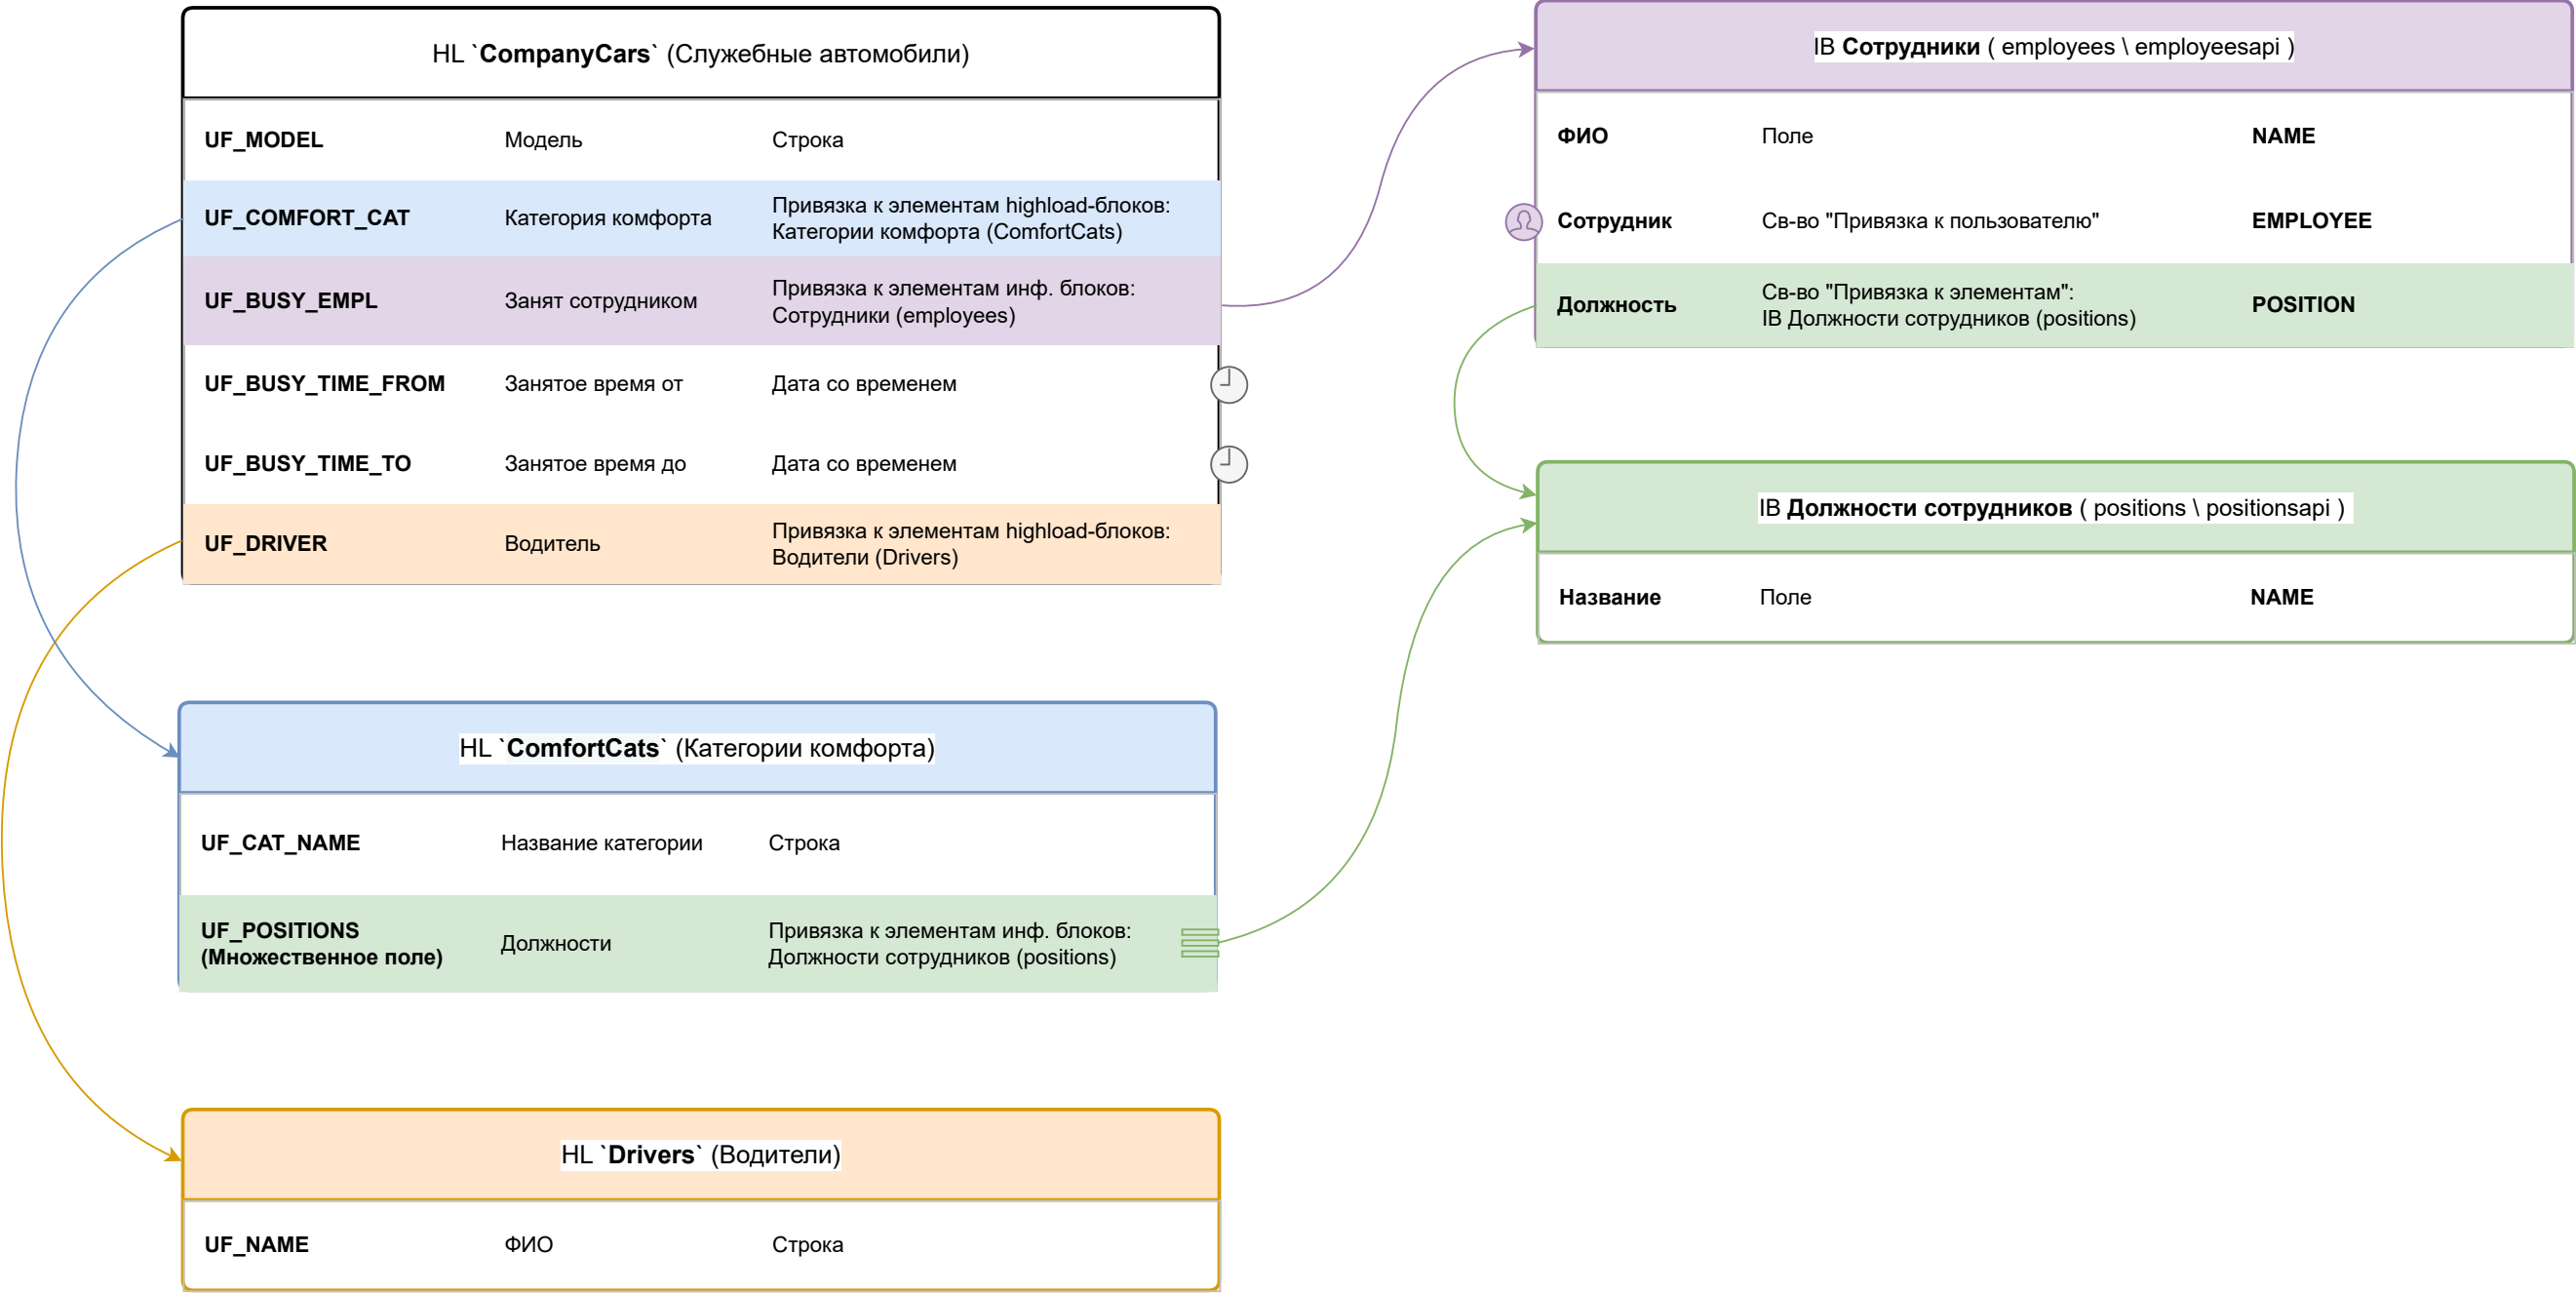 HL `CompanyCars` (Служебные автомобили)
UF_MODEL Модель Строка
UF_COMFORT_CAT Категория комфорта Привязка к элементам highload-блоков:
Категории комфорта (ComfortCats)
UF_BUSY_EMPL Занят сотрудником Привязка к элементам инф. блоков:
Сотрудники (employees)
UF_BUSY_TIME_FROM Занятое время от Дата со временем
UF_BUSY_TIME_TO Занятое время до Дата со временем
UF_DRIVER Водитель Привязка к элементам highload-блоков:
Водители (Drivers)
IB Сотрудники ( employees \ employeesapi )
ФИО Поле NAME
Сотрудник Св-во "Привязка к пользователю" EMPLOYEE
Должность Св-во "Привязка к элементам": POSITION
IB Должности сотрудников (positions)
IB Должности сотрудников ( positions \ positionsapi )
Название Поле NAME
HL `ComfortCats` (Категории комфорта)
UF_CAT_NAME Название категории Строка
UF_POSITIONS Должности Привязка к элементам инф. блоков:
(Множественное поле) Должности сотрудников (positions)
HL `Drivers` (Водители)
UF_NAME ФИО Строка